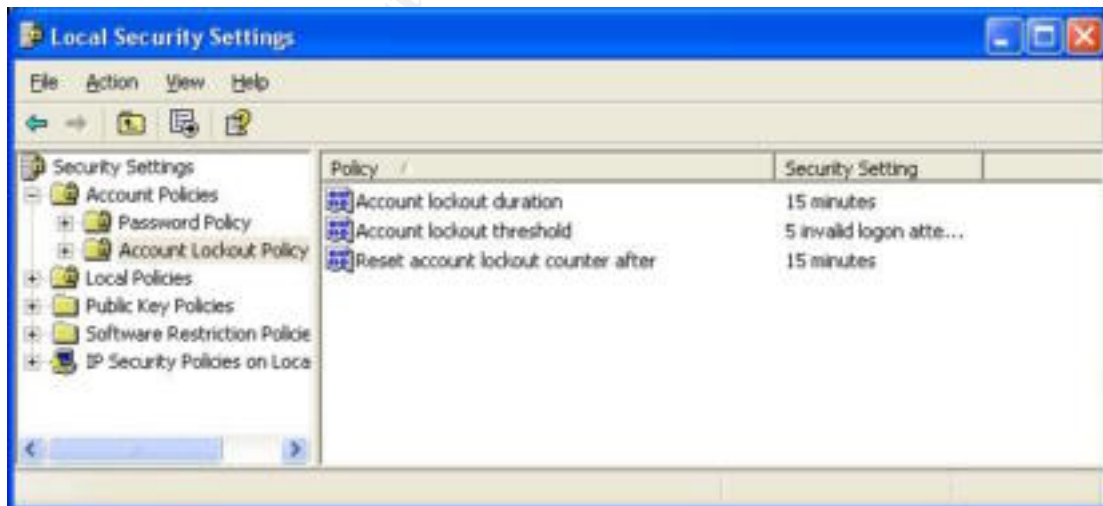 Local Security Settings
File Action View Help
Security Settings
Account Policies
Password Policy
Account Lockout Policy
Local Policies
Public Key Policies
Software Restriction Policie
IP Security Policies on Loca
Policy Security Setting
Account lockout duration 15 minutes
Account lockout threshold 5 invalid logon atte...
Reset account lockout counter after 15 minutes